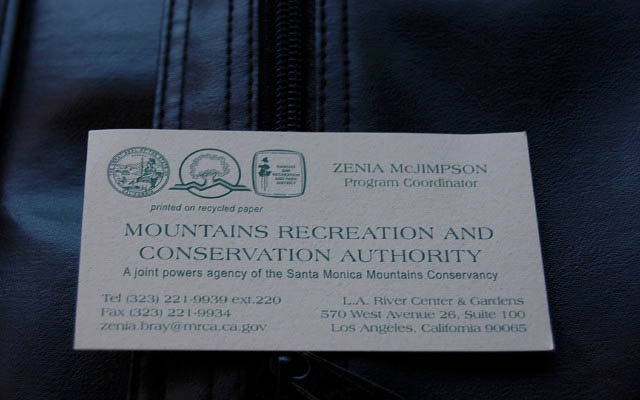 ZENIA McJIMPSON
Program Coordinator
printed on recycled paper
MOUNTAINS RECREATION AND
CONSERVATION AUTHORITY
A joint powers agency of the Santa Monica Mountains Conservancy
Tel (323) 221-9939 ext.220
Fax (323) 221-9934
zenia.bray@mrca.ca.gov
L.A. River Center & Gardens
570 West Avenue 26, Suite 100
Los Angeles, California 90065